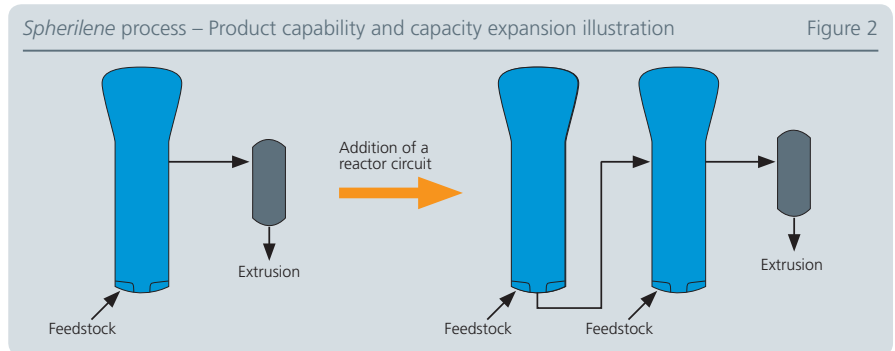 Spherilene process – Product capability and capacity expansion illustration
Figure 2
Addition of a
reactor circuit
Extrusion
Feedstock
Extrusion
Feedstock
Feedstock